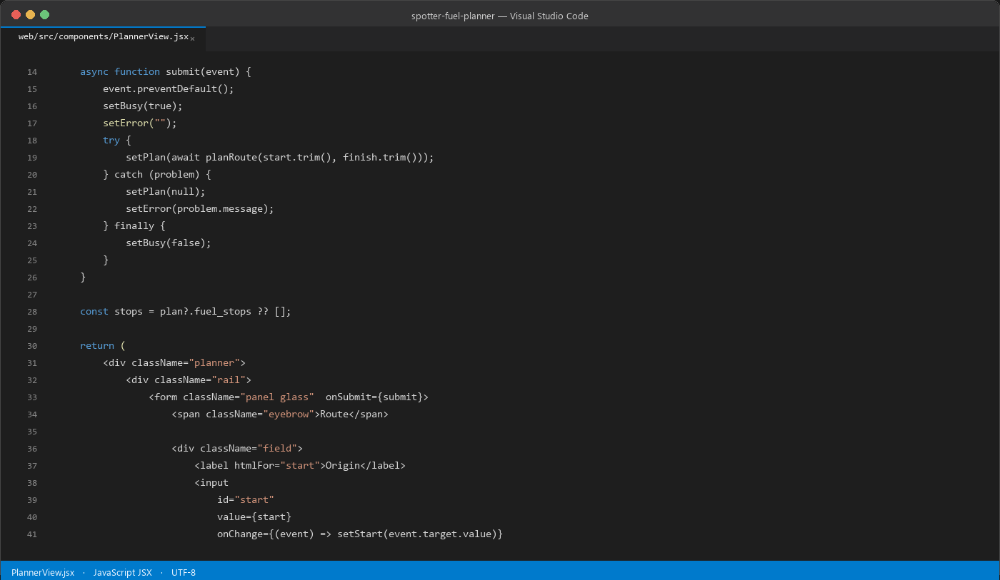 spotter-fuel-planner — Visual Studio Code
web/src/components/PlannerView.jsx ×
14 async function submit(event) {
15 event.preventDefault();
16 setBusy(true);
17 setError("");
18 try {
19 setPlan(await planRoute(start.trim(), finish.trim()));
20 } catch (problem) {
21 setPlan(null);
22 setError(problem.message);
23 } finally {
24 setBusy(false);
25 }
26 }
27
28 const stops = plan?.fuel_stops ?? [];
29
30 return (
31 <div className="planner">
32 <div className="rail">
33 <form className="panel glass"  onSubmit={submit}>
34 <span className="eyebrow">Route</span>
35
36 <div className="field">
37 <label htmlFor="start">Origin</label>
38 <input
39 id="start"
40 value={start}
41 onChange={(event) => setStart(event.target.value)}
PlannerView.jsx · JavaScript JSX · UTF-8